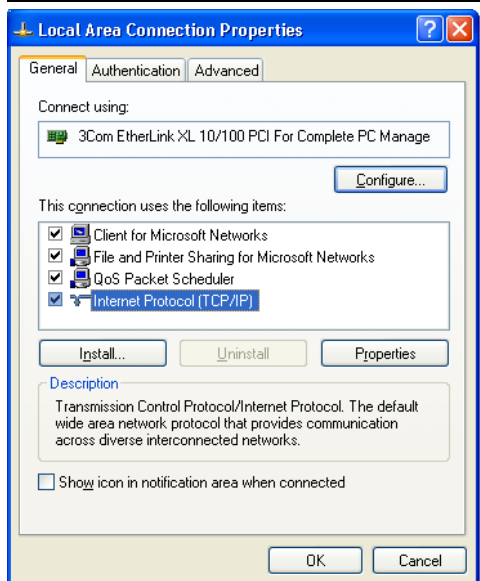 Local Area Connection Properties
General Authentication Advanced
Connect using:
3Com EtherLink XL 10/100 PCI For Complete PC Manage
Configure...
This connection uses the following items:
Client for Microsoft Networks
File and Printer Sharing for Microsoft Networks
QoS Packet Scheduler
Internet Protocol (TCP/IP)
Install... Uninstall Properties
Description
Transmission Control Protocol/Internet Protocol. The default
wide area network protocol that provides communication
across diverse interconnected networks.
Show icon in notification area when connected
OK Cancel